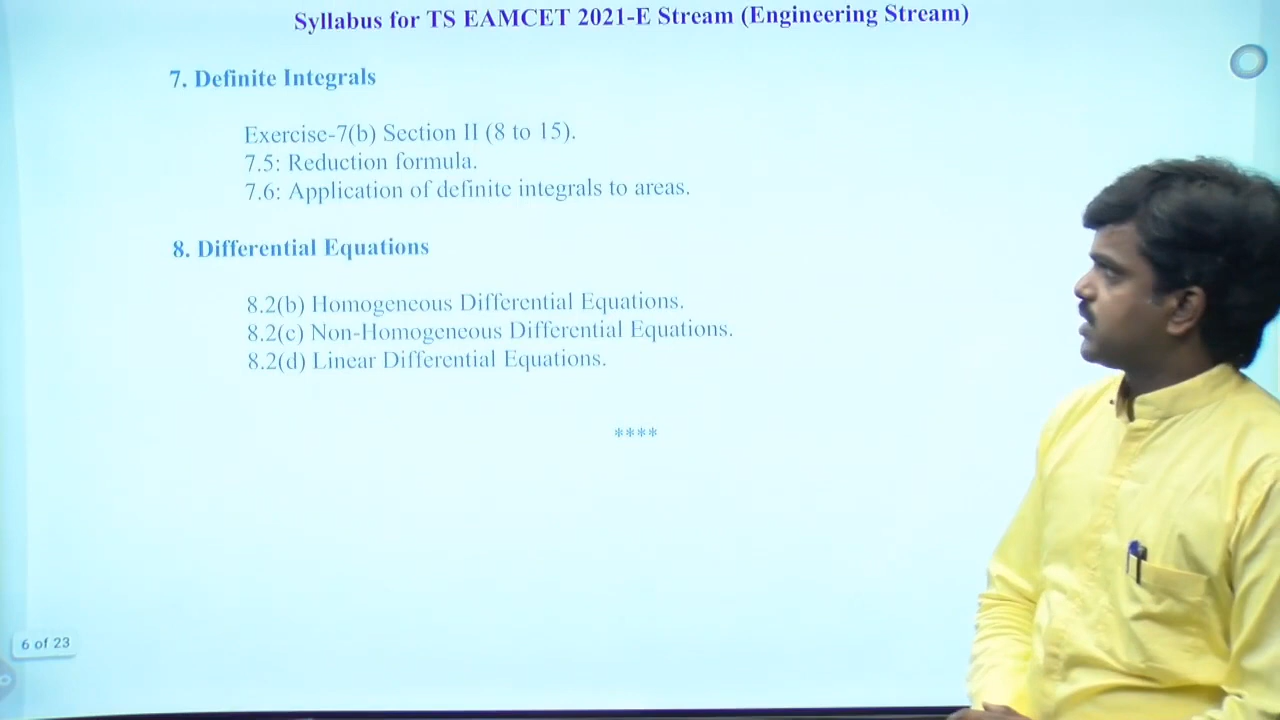 Syllabus for TS EAMCET 2021-E Stream (Engineering Stream)
7. Definite Integrals
Exercise-7(b) Section II (8 to 15).
7.5: Reduction formula.
7.6: Application of definite integrals to areas.
8. Differential Equations
8.2(b) Homogeneous Differential Equations.
8.2(c) Non-Homogeneous Differential Equations.
8.2(d) Linear Differential Equations.
****
6 of 23